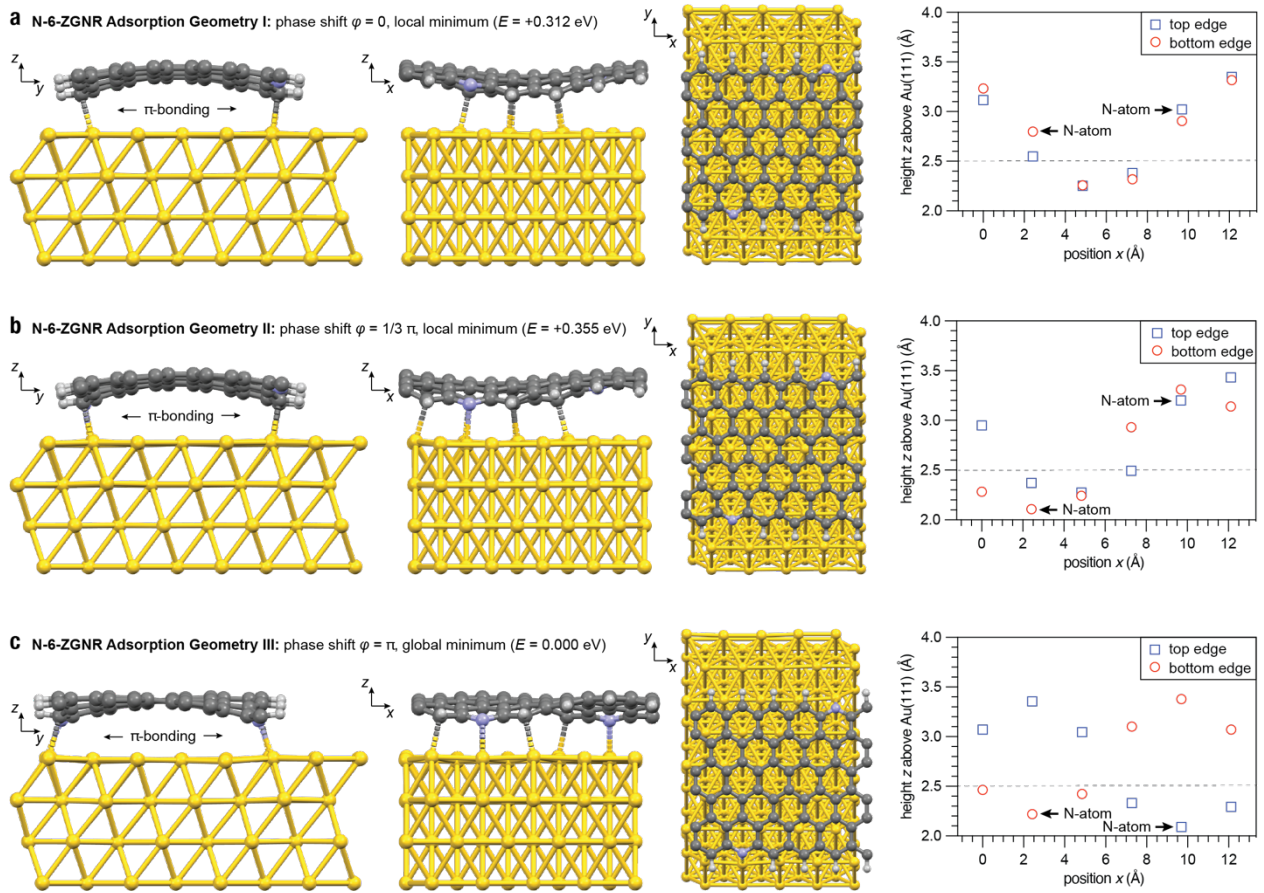 a N-6-ZGNR Adsorption Geometry I: phase shift φ = 0, local minimum (E = +0.312 eV)
z
y
π-bonding
z
x
y
x
height z above Au(111) (Å)
4.0
3.5
3.0
2.5
2.0
top edge
bottom edge
N-atom
N-atom
0 2 4 6 8 10 12
position x (Å)
b N-6-ZGNR Adsorption Geometry II: phase shift φ = 1/3 π, local minimum (E = +0.355 eV)
z
y
π-bonding
z
x
y
x
height z above Au(111) (Å)
4.0
3.5
3.0
2.5
2.0
top edge
bottom edge
N-atom
N-atom
0 2 4 6 8 10 12
position x (Å)
c N-6-ZGNR Adsorption Geometry III: phase shift φ = π, global minimum (E = 0.000 eV)
z
y
π-bonding
z
x
y
x
height z above Au(111) (Å)
4.0
3.5
3.0
2.5
2.0
top edge
bottom edge
N-atom
N-atom
0 2 4 6 8 10 12
position x (Å)